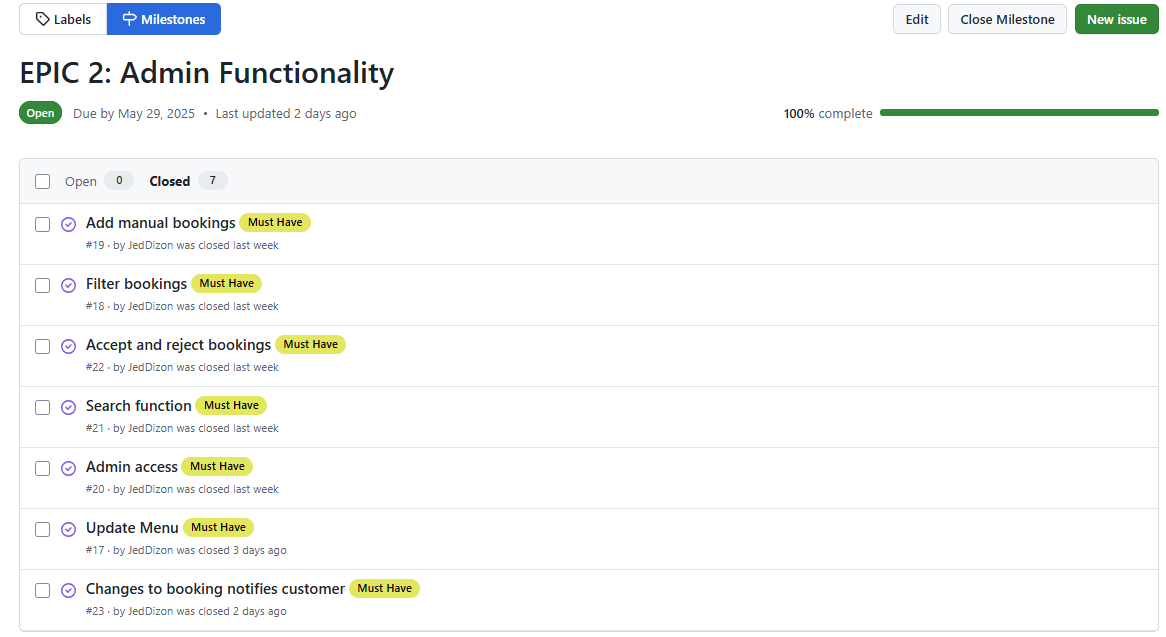 Labels Milestones Edit Close Milestone New issue
EPIC 2: Admin Functionality
Open Due by May 29, 2025 • Last updated 2 days ago 100% complete
Open 0 Closed 7
Add manual bookings Must Have
#19 · by JedDizon was closed last week
Filter bookings Must Have
#18 · by JedDizon was closed last week
Accept and reject bookings Must Have
#22 · by JedDizon was closed last week
Search function Must Have
#21 · by JedDizon was closed last week
Admin access Must Have
#20 · by JedDizon was closed last week
Update Menu Must Have
#17 · by JedDizon was closed 3 days ago
Changes to booking notifies customer Must Have
#23 · by JedDizon was closed 2 days ago